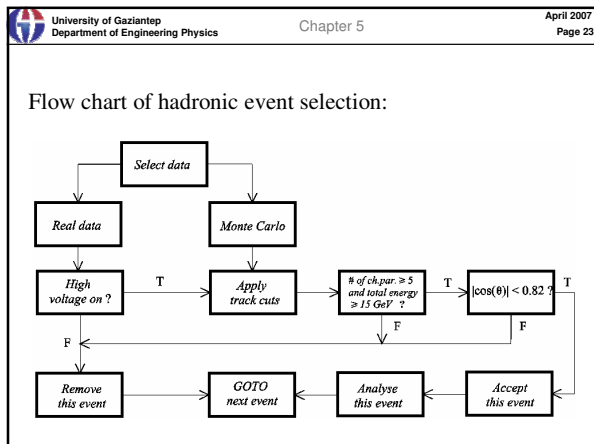 University of Gaziantep
Department of Engineering Physics
Chapter 5
April 2007
Page 23
Flow chart of hadronic event selection:
Select data
Real data
Monte Carlo
High
voltage on ?
T
Apply
track cuts
# of ch.par. ≥ 5
and total energy
≥ 15 GeV ?
T
|cos(θ)| < 0.82 ?
T
F
F
F
Remove
this event
GOTO
next event
Analyse
this event
Accept
this event